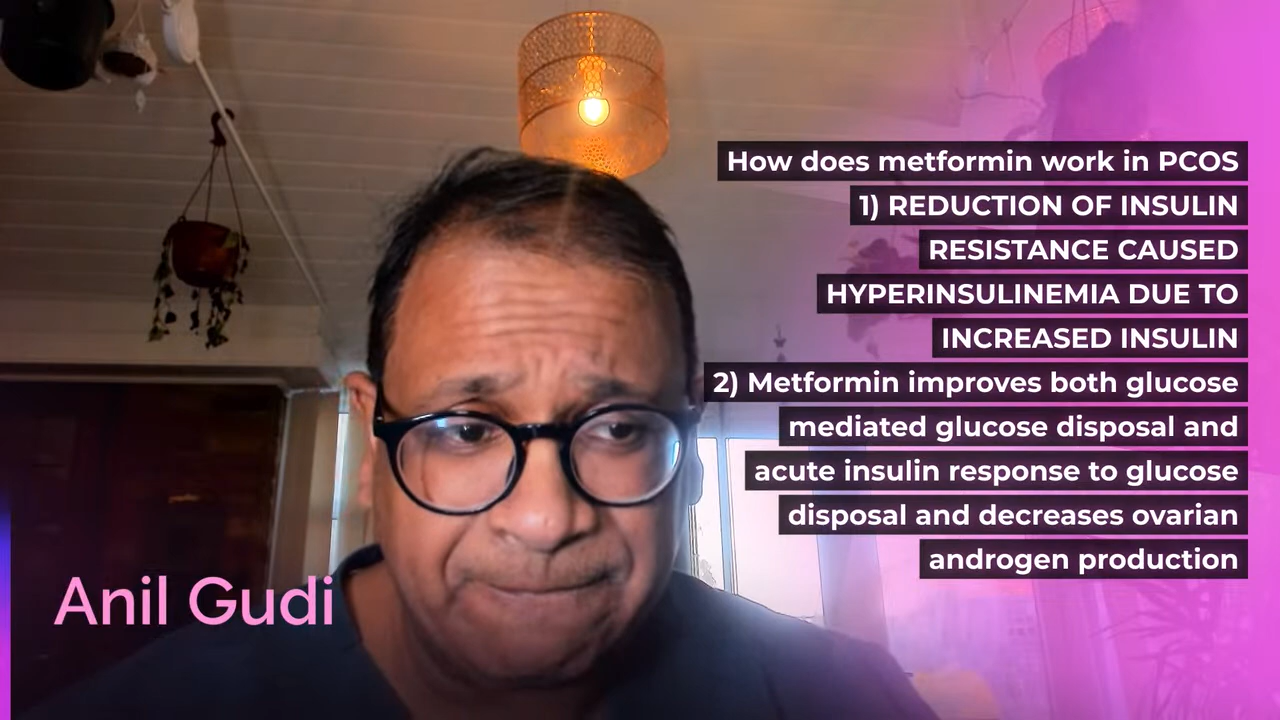 How does metformin work in PCOS
1) REDUCTION OF INSULIN
RESISTANCE CAUSED
HYPERINSULINEMIA DUE TO
INCREASED INSULIN
2) Metformin improves both glucose
mediated glucose disposal and
acute insulin response to glucose
disposal and decreases ovarian
androgen production
Anil Gudi